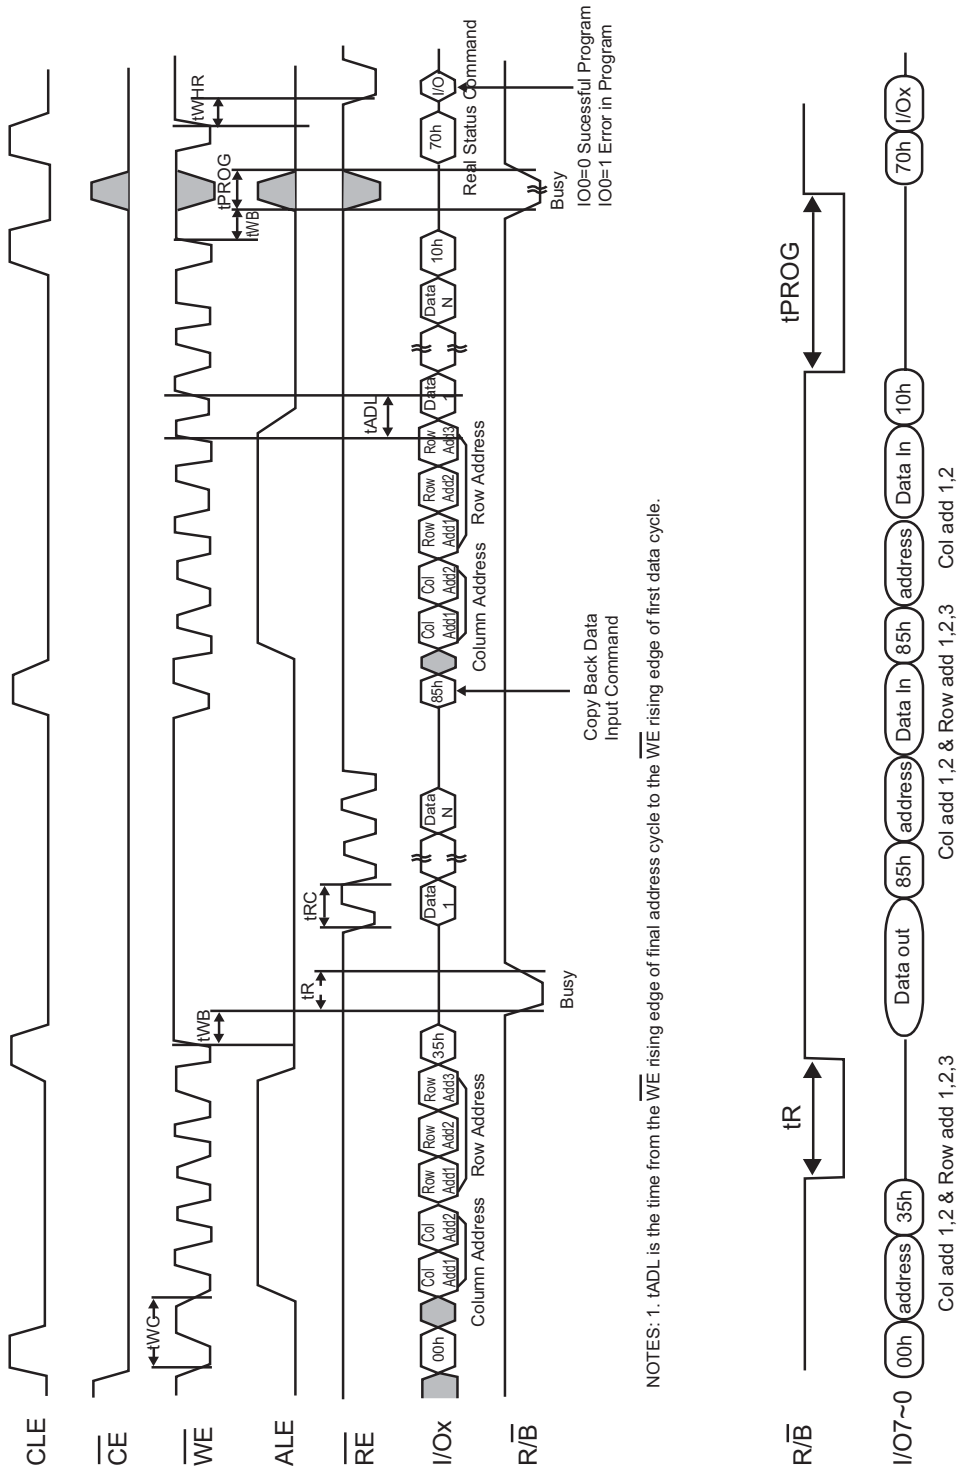 CLE
CE
WE
ALE
RE
I/Ox
R/B
tWC
tWB
tR
tRC
tADL
tWB
tPROG
tWHR
00h
Col Add1
Col Add2
Row Add1
Row Add2
Row Add3
35h
Data 1
Data N
85h
Col Add1
Col Add2
Row Add1
Row Add2
Row Add3
Data 1
Data N
10h
70h
I/O
Column Address
Row Address
Column Address
Row Address
Real Status Command
Busy
Busy
Copy Back Data
Input Command
IO0=0 Sucessful Program
IO0=1 Error in Program
NOTES: 1. tADL is the time from the WE rising edge of final address cycle to the WE rising edge of first data cycle.
R/B
tR
tPROG
I/O7~0
00h address 35h Data out 85h address Data In 85h address Data In 10h 70h I/Ox
Col add 1,2 & Row add 1,2,3 Col add 1,2 & Row add 1,2,3 Col add 1,2